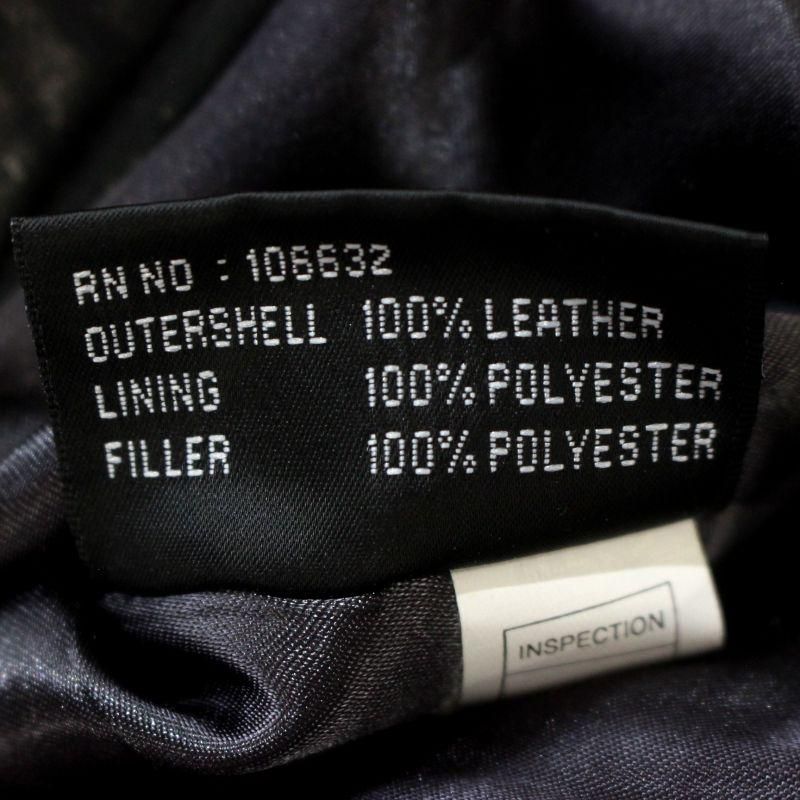 RN NO : 106632
OUTERSHELL 100% LEATHER
LINING 100% POLYESTER
FILLER 100% POLYESTER
INSPECTION